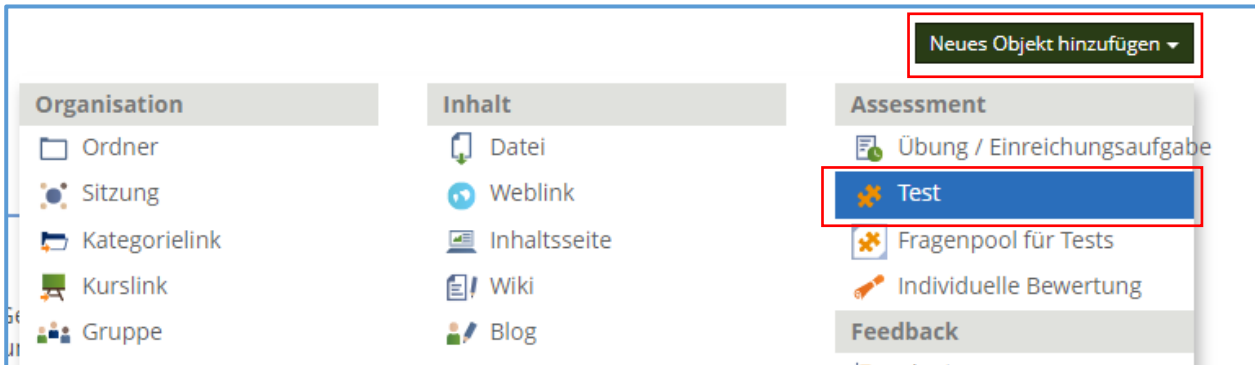 Neues Objekt hinzufügen
Organisation
Ordner
Sitzung
Kategorielink
Kurslink
Gruppe
Inhalt
Datei
Weblink
Inhaltsseite
Wiki
Blog
Assessment
Übung / Einreichungsaufgabe
Test
Fragenpool für Tests
Individuelle Bewertung
Feedback